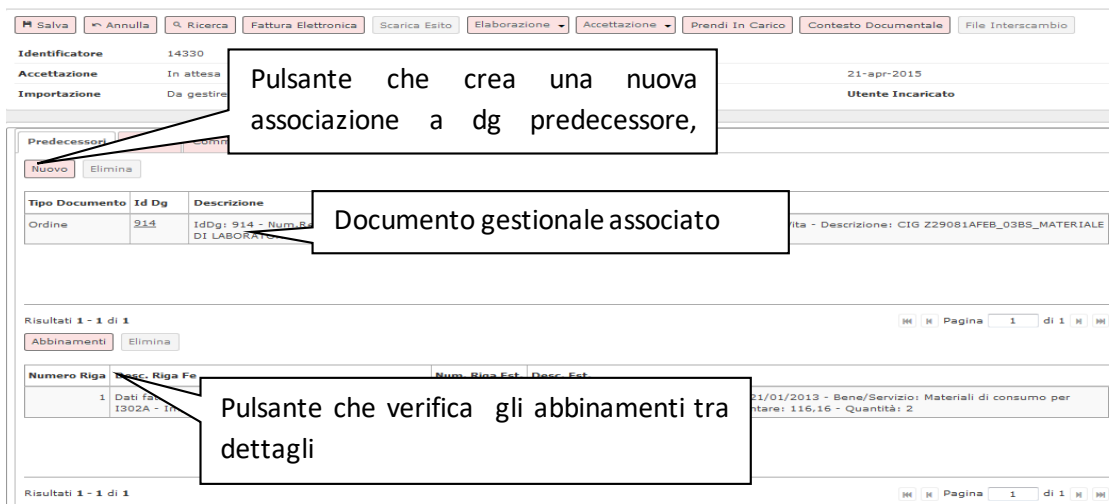 Salva Annulla Ricerca Fattura Elettronica Scarica Esito Elaborazione Accettazione Prendi In Carico Contesto Documentale File Interscambio
Identificatore 14330
Accettazione In attesa 21-apr-2015
Importazione Da gestire Utente Incaricato
Pulsante che crea una nuova
associazione a dg predecessore,
Predecessori
Nuovo Elimina
Tipo Documento Id Dg Descrizione
Ordine 914 IdDg: 914 - Num.Re - Descrizione: CIG Z29081AFEB_03BS_MATERIALE
DI LABORATO
Documento gestionale associato
Risultati 1 - 1 di 1 Pagina 1 di 1
Abbinamenti Elimina
Numero Riga Desc. Riga Fe Num. Riga Est. Desc. Est.
1 Dati fat 21/01/2013 - Bene/Servizio: Materiali di consumo per
I302A - In ntare: 116,16 - Quantità: 2
Pulsante che verifica gli abbinamenti tra
dettagli
Risultati 1 - 1 di 1 Pagina 1 di 1